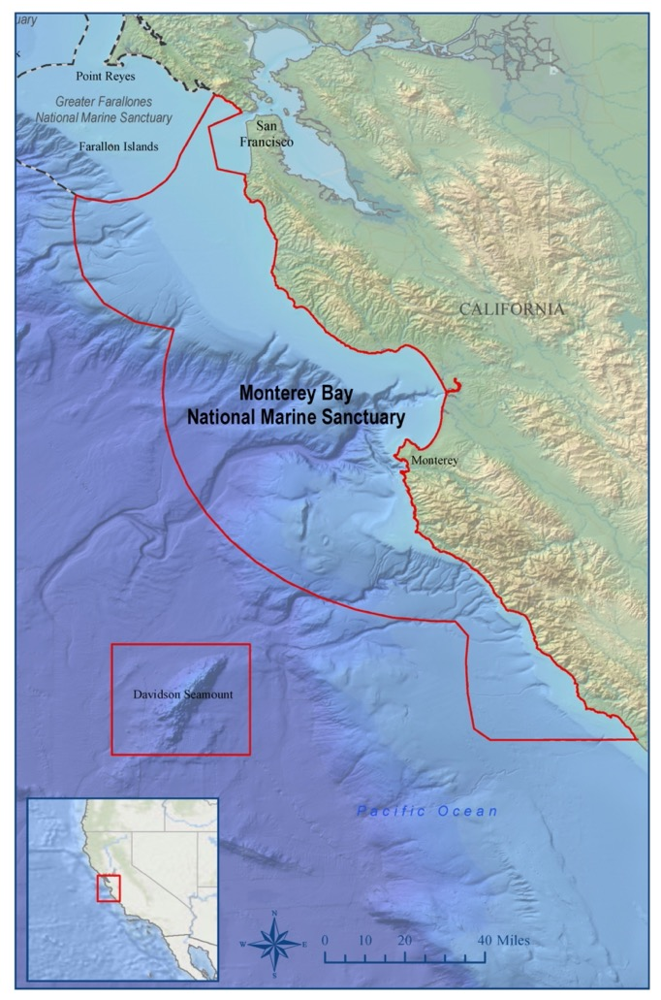 uary
k
Point Reyes
Greater Farallones
National Marine Sanctuary
Farallon Islands
San
Francisco
CALIFORNIA
Monterey Bay
National Marine Sanctuary
Monterey
Davidson Seamount
Pacific Ocean
N
W
E
S
0 10 20 40 Miles